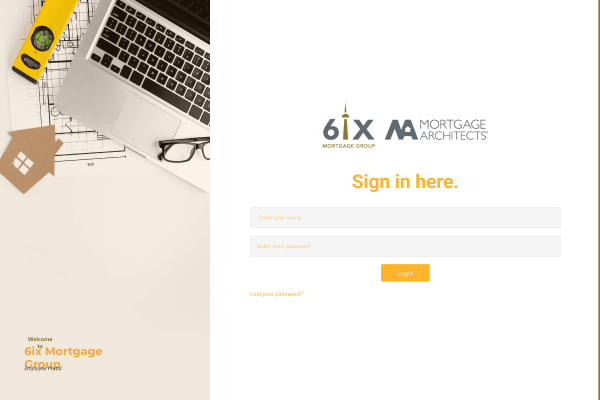 6ix
MORTGAGE GROUP
MORTGAGE
ARCHITECTS
Sign in here.
Enter user name
Enter your password
Login
Lost your password?
Welcome
to
6ix Mortgage
Group
Employee Portal